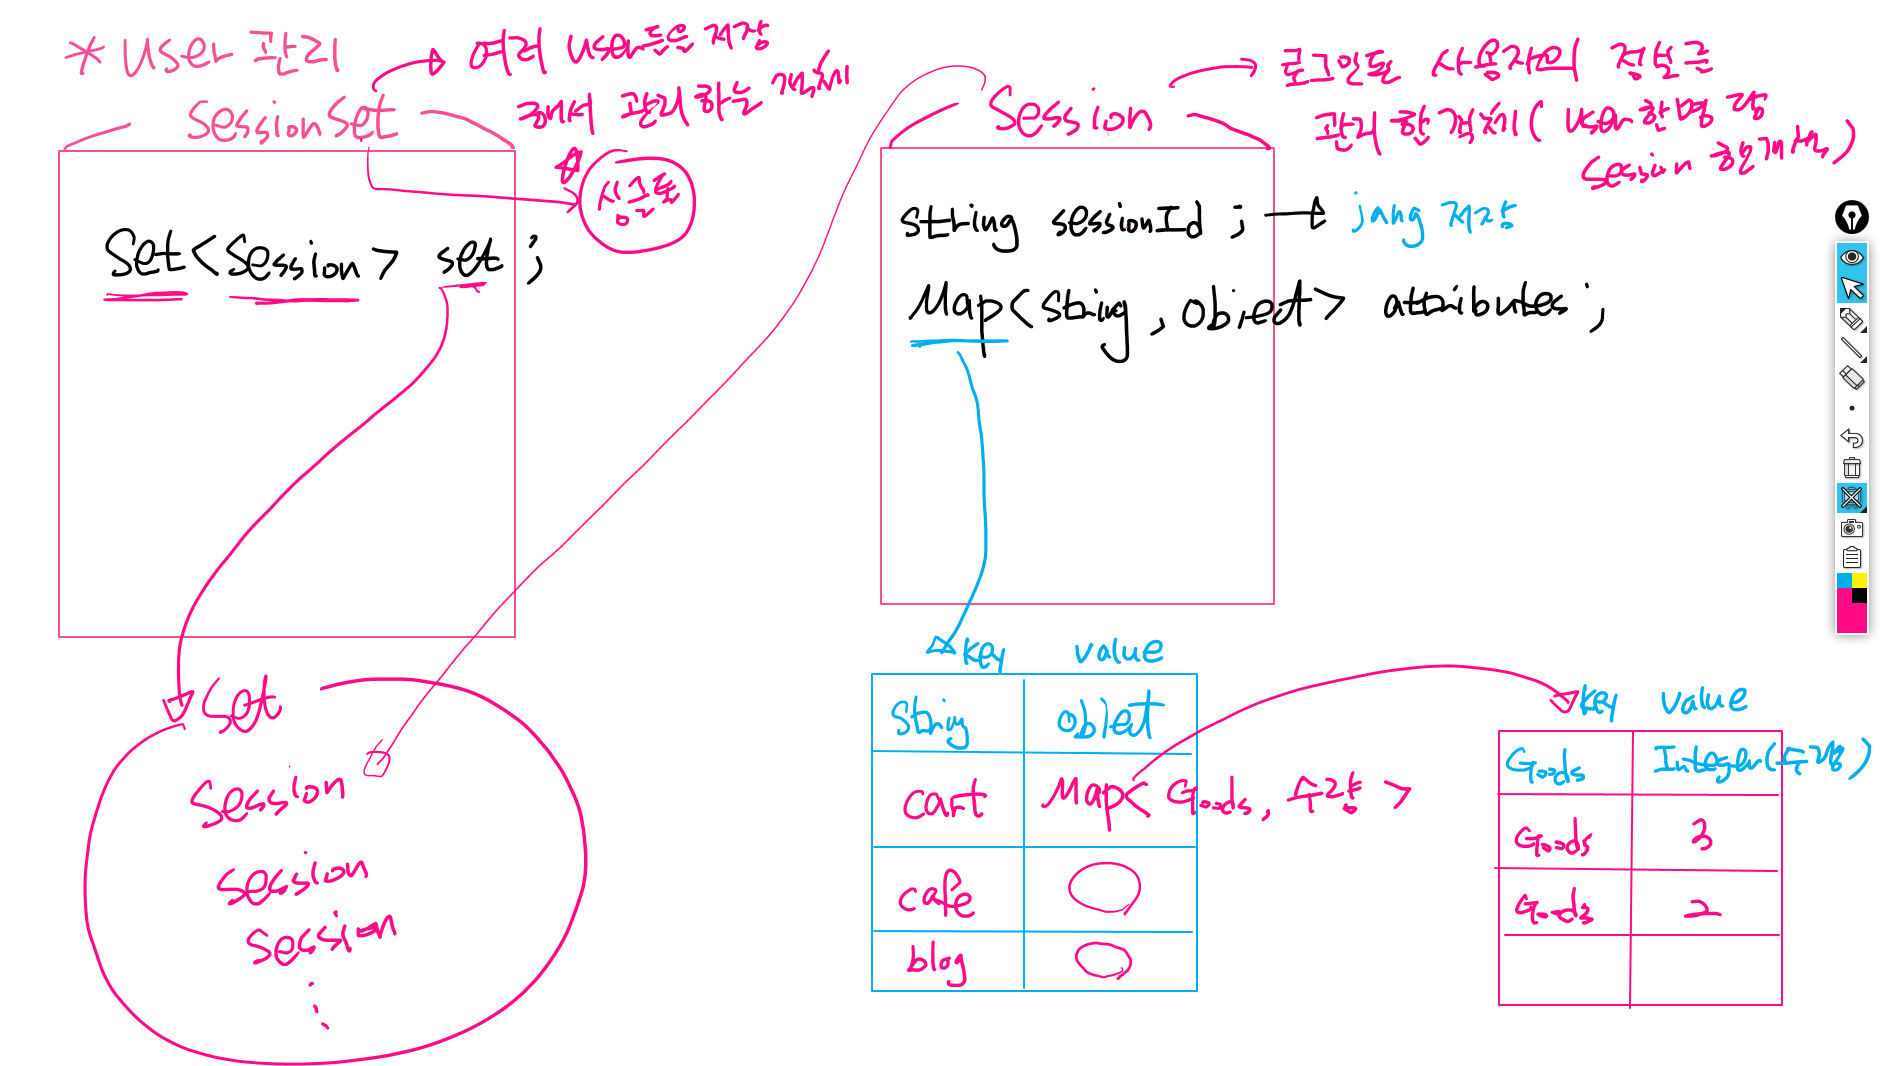 * User 관리
SessionSet
여러 user들을 저장
해서 관리하는 객체
싱글톤
Set<Session> set ;
Set
Session
Session
Session
⋮
Session
로그인된 사용자의 정보를
관리 한 객체 ( user 한명 당
Session 한개씩 )
String sessionId ;
jang 저장
Map<String, Object> attributes ;
key value
String Object
cart Map< Goods, 수량 >
cafe
blog
key value
Goods Integer(수량)
Goods 3
Goods 2